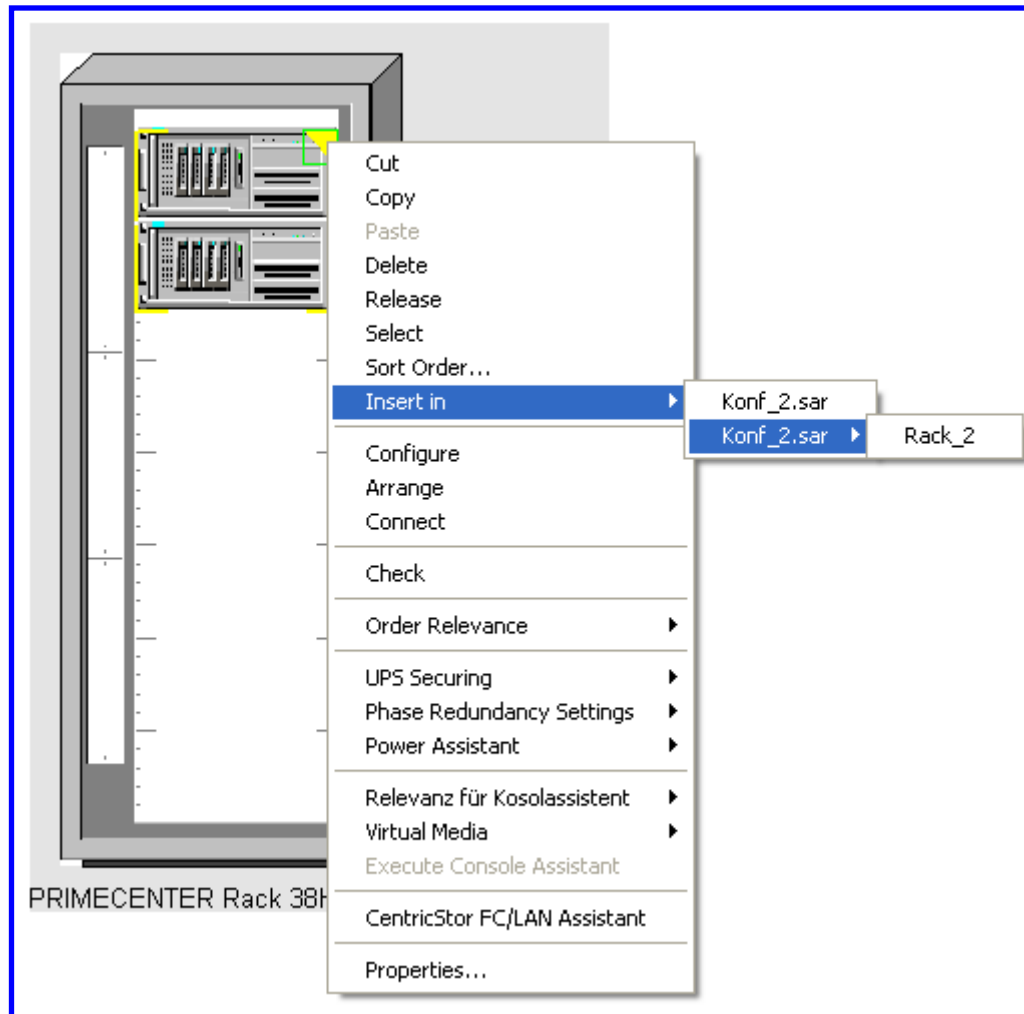 Cut
Copy
Paste
Delete
Release
Select
Sort Order...
Insert in
Konf_2.sar
Konf_2.sar
Rack_2
Configure
Arrange
Connect
Check
Order Relevance
UPS Securing
Phase Redundancy Settings
Power Assistant
Relevanz für Kosolassistent
Virtual Media
Execute Console Assistant
PRIMECENTER Rack 38H
CentricStor FC/LAN Assistant
Properties...